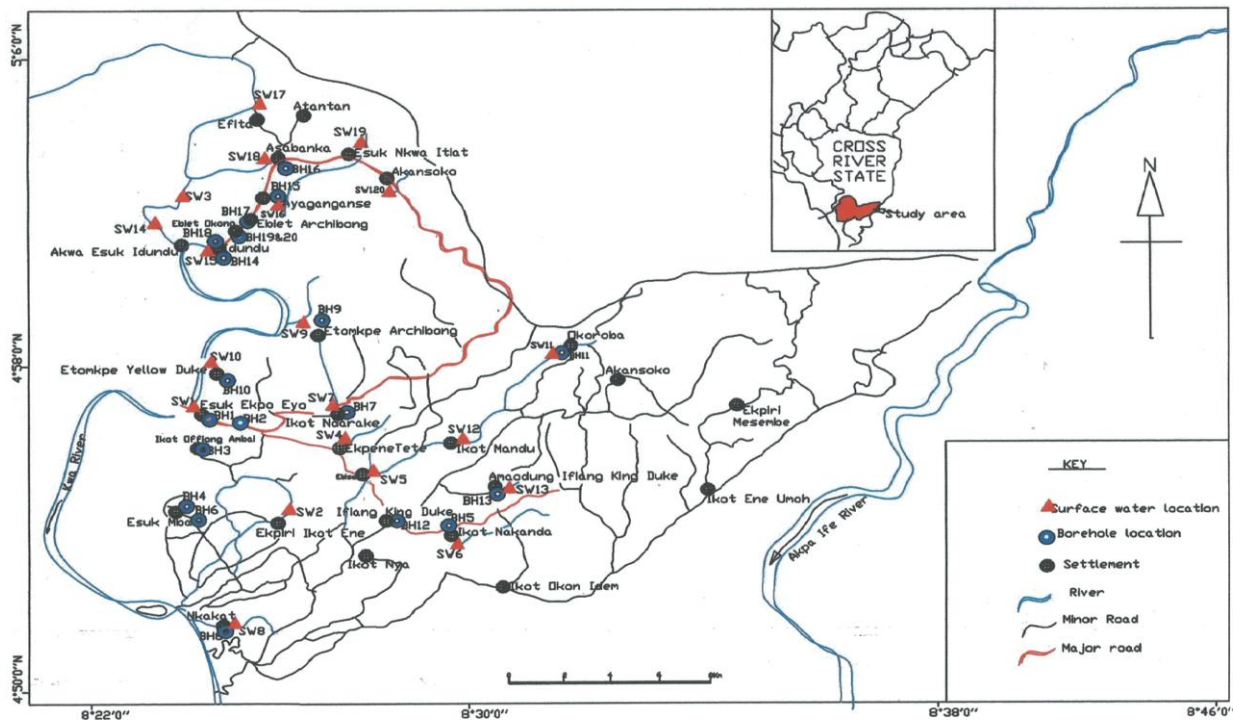 5°6'0"N
4°58'0"N
4°50'0"N
SW17
Atantan
Efita
SW19
Asabanka
SW18
Esuk Nkwa Itiat
BH16
Akansoko
SW120
SW3
BH15
Ayaganganse
BH17
SW16
SW14
Eblet Archibong
BH18
BH19&20
Akwa Esuk Idundu
Idundu
SW15
BH14
BH9
SW9
Etomkpe Archibong
SW10
Etomkpe Yellow Duke
BH10
Okoroba
SW11
BH11
Akansoko
Esuk Ekpo Eyo
SW7
BH7
BH1
BH2
Ikot Ndarake
Ekpiri
Mesembe
Ikot Offiong Ambai
BH3
SW4
EkpeneTete
SW12
Ikot Mandu
SW5
Kwa River
Amaodung Iflang King Duke
SW13
BH13
Ikot Ene Umoh
BH4
BH6
Esuk Mba
SW2
Ekpiri Ikot Ene
Iflang King Duke
BH12
BH5
Ikot Nakanda
SW6
Ikot Nya
Ikot Okon Idem
Nkakat
BH8
SW8
Akpa Ife River
CROSS
RIVER
STATE
Study area
N
KEY
Surface water location
Borehole location
Settlement
River
Minor Road
Major road
8°22'0"
8°30'0"
8°38'0"
8°46'0"